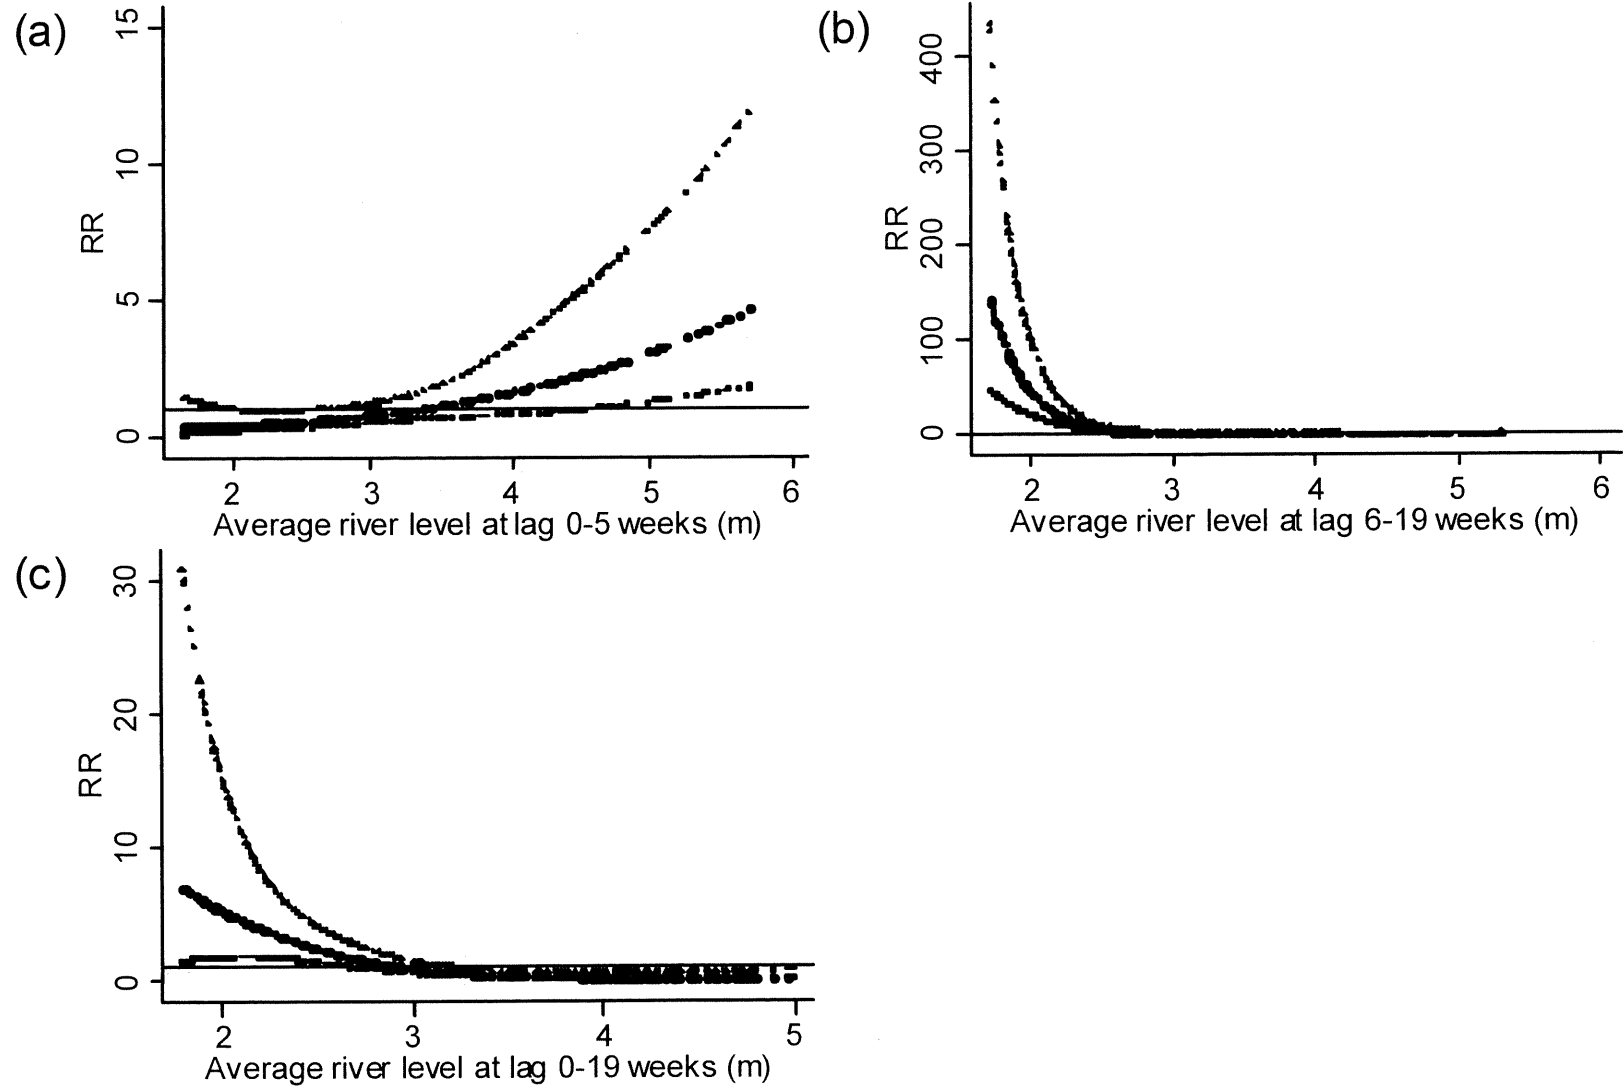 (a)
15
10
5
0
RR
2 3 4 5 6
Average river level at lag 0-5 weeks (m)
(b)
400
300
200
100
0
RR
2 3 4 5 6
Average river level at lag 6-19 weeks (m)
(c)
30
20
10
0
RR
2 3 4 5
Average river level at lag 0-19 weeks (m)